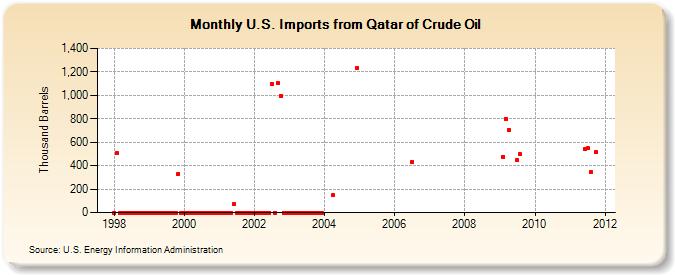 Monthly U.S. Imports from Qatar of Crude Oil
Thousand Barrels
1,400
1,200
1,000
800
600
400
200
0
1998 2000 2002 2004 2006 2008 2010 2012
Source: U.S. Energy Information Administration